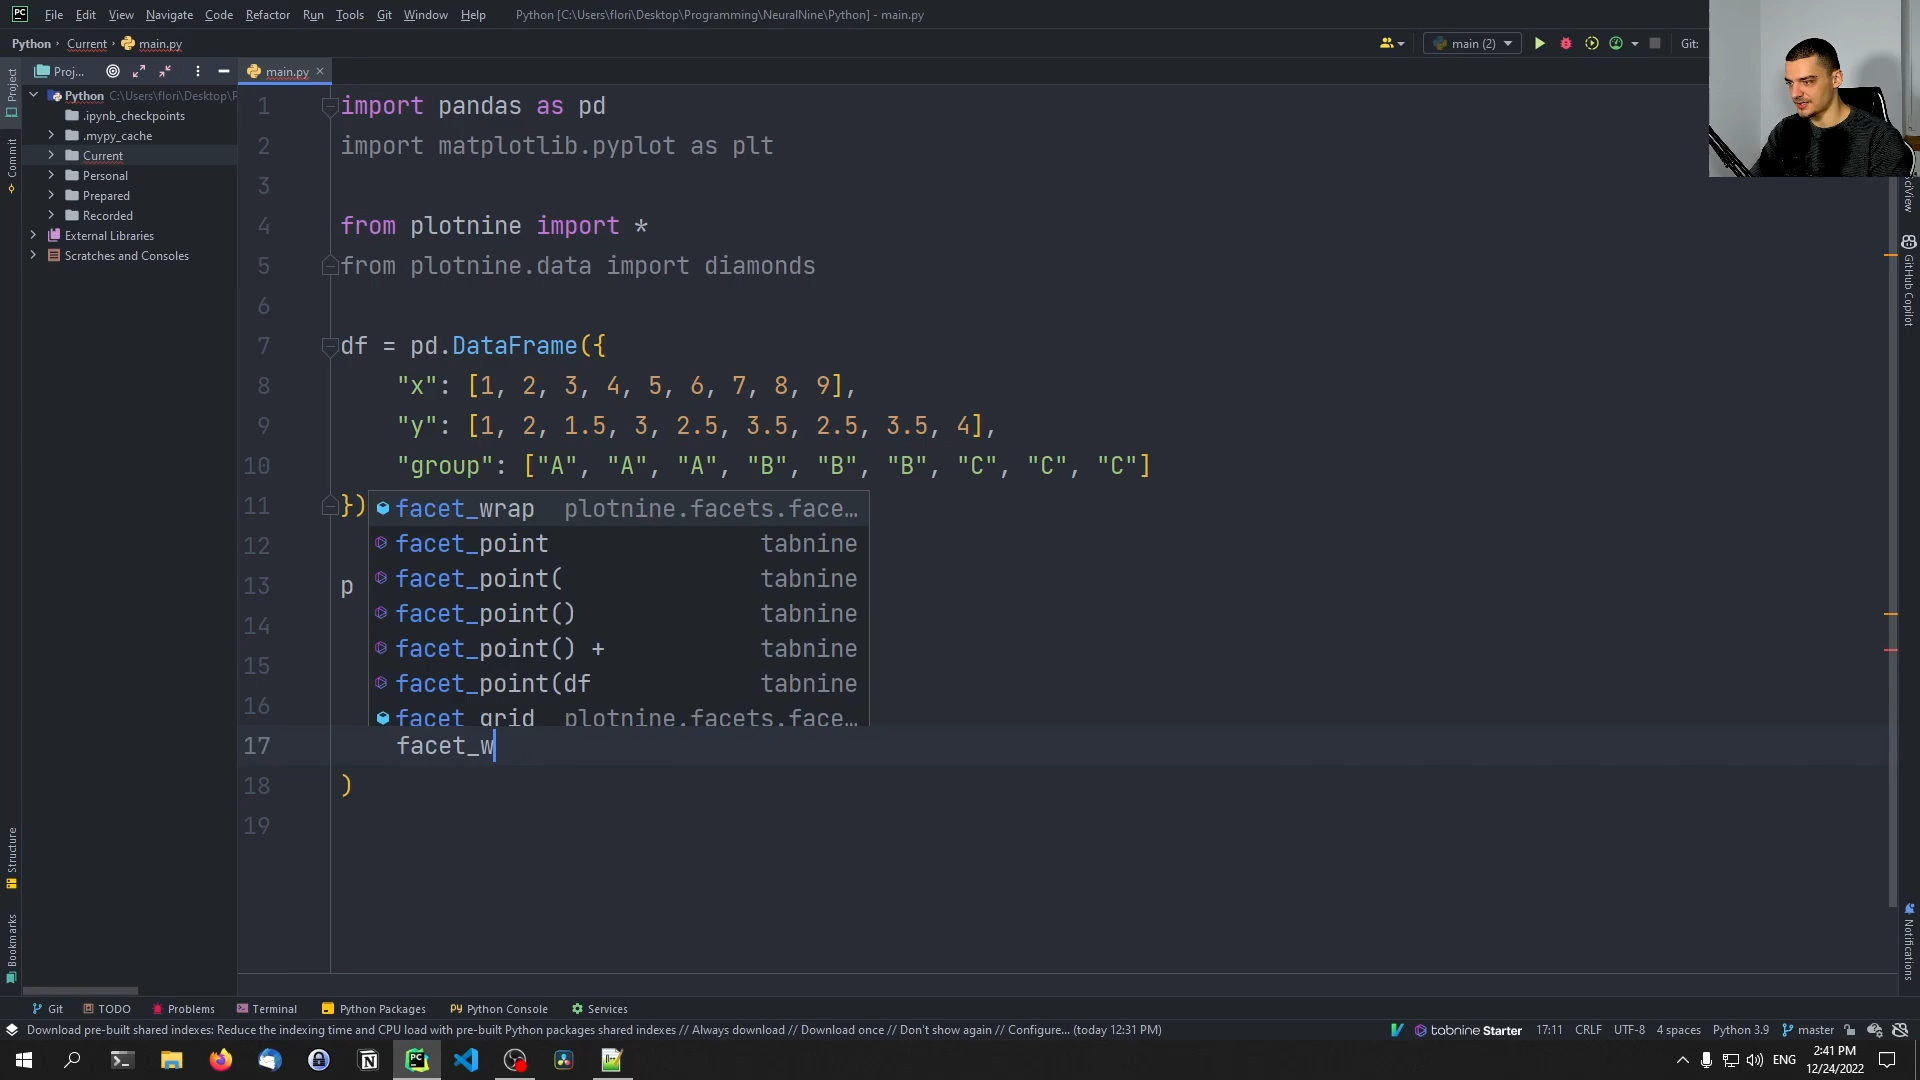 File Edit View Navigate Code Refactor Run Tools Git Window Help Python [C:\Users\flori\Desktop\Programming\NeuralNine\Python] - main.py
Python Current main.py
main (2) Git:
Project
Proj...
main.py
Python C:\Users\flori\Desktop\P
.ipynb_checkpoints
.mypy_cache
Current
Personal
Prepared
Recorded
External Libraries
Scratches and Consoles
Commit
Structure
Bookmarks
1 import pandas as pd
2 import matplotlib.pyplot as plt
3
4 from plotnine import *
5 from plotnine.data import diamonds
6
7 df = pd.DataFrame({
8 "x": [1, 2, 3, 4, 5, 6, 7, 8, 9],
9 "y": [1, 2, 1.5, 3, 2.5, 3.5, 2.5, 3.5, 4],
10 "group": ["A", "A", "A", "B", "B", "B", "C", "C", "C"]
11 })
12
13 p
14
15
16
17 facet_w
18 )
19
facet_wrap plotnine.facets.face…
facet_point tabnine
facet_point( tabnine
facet_point() tabnine
facet_point() + tabnine
facet_point(df tabnine
facet_grid plotnine.facets.face…
SciView
GitHub Copilot
Notifications
Git TODO Problems Terminal Python Packages Python Console Services
Download pre-built shared indexes: Reduce the indexing time and CPU load with pre-built Python packages shared indexes // Always download // Download once // Don't show again // Configure... (today 12:31 PM)
tabnine Starter 17:11 CRLF UTF-8 4 spaces Python 3.9 master
ENG
2:41 PM
12/24/2022